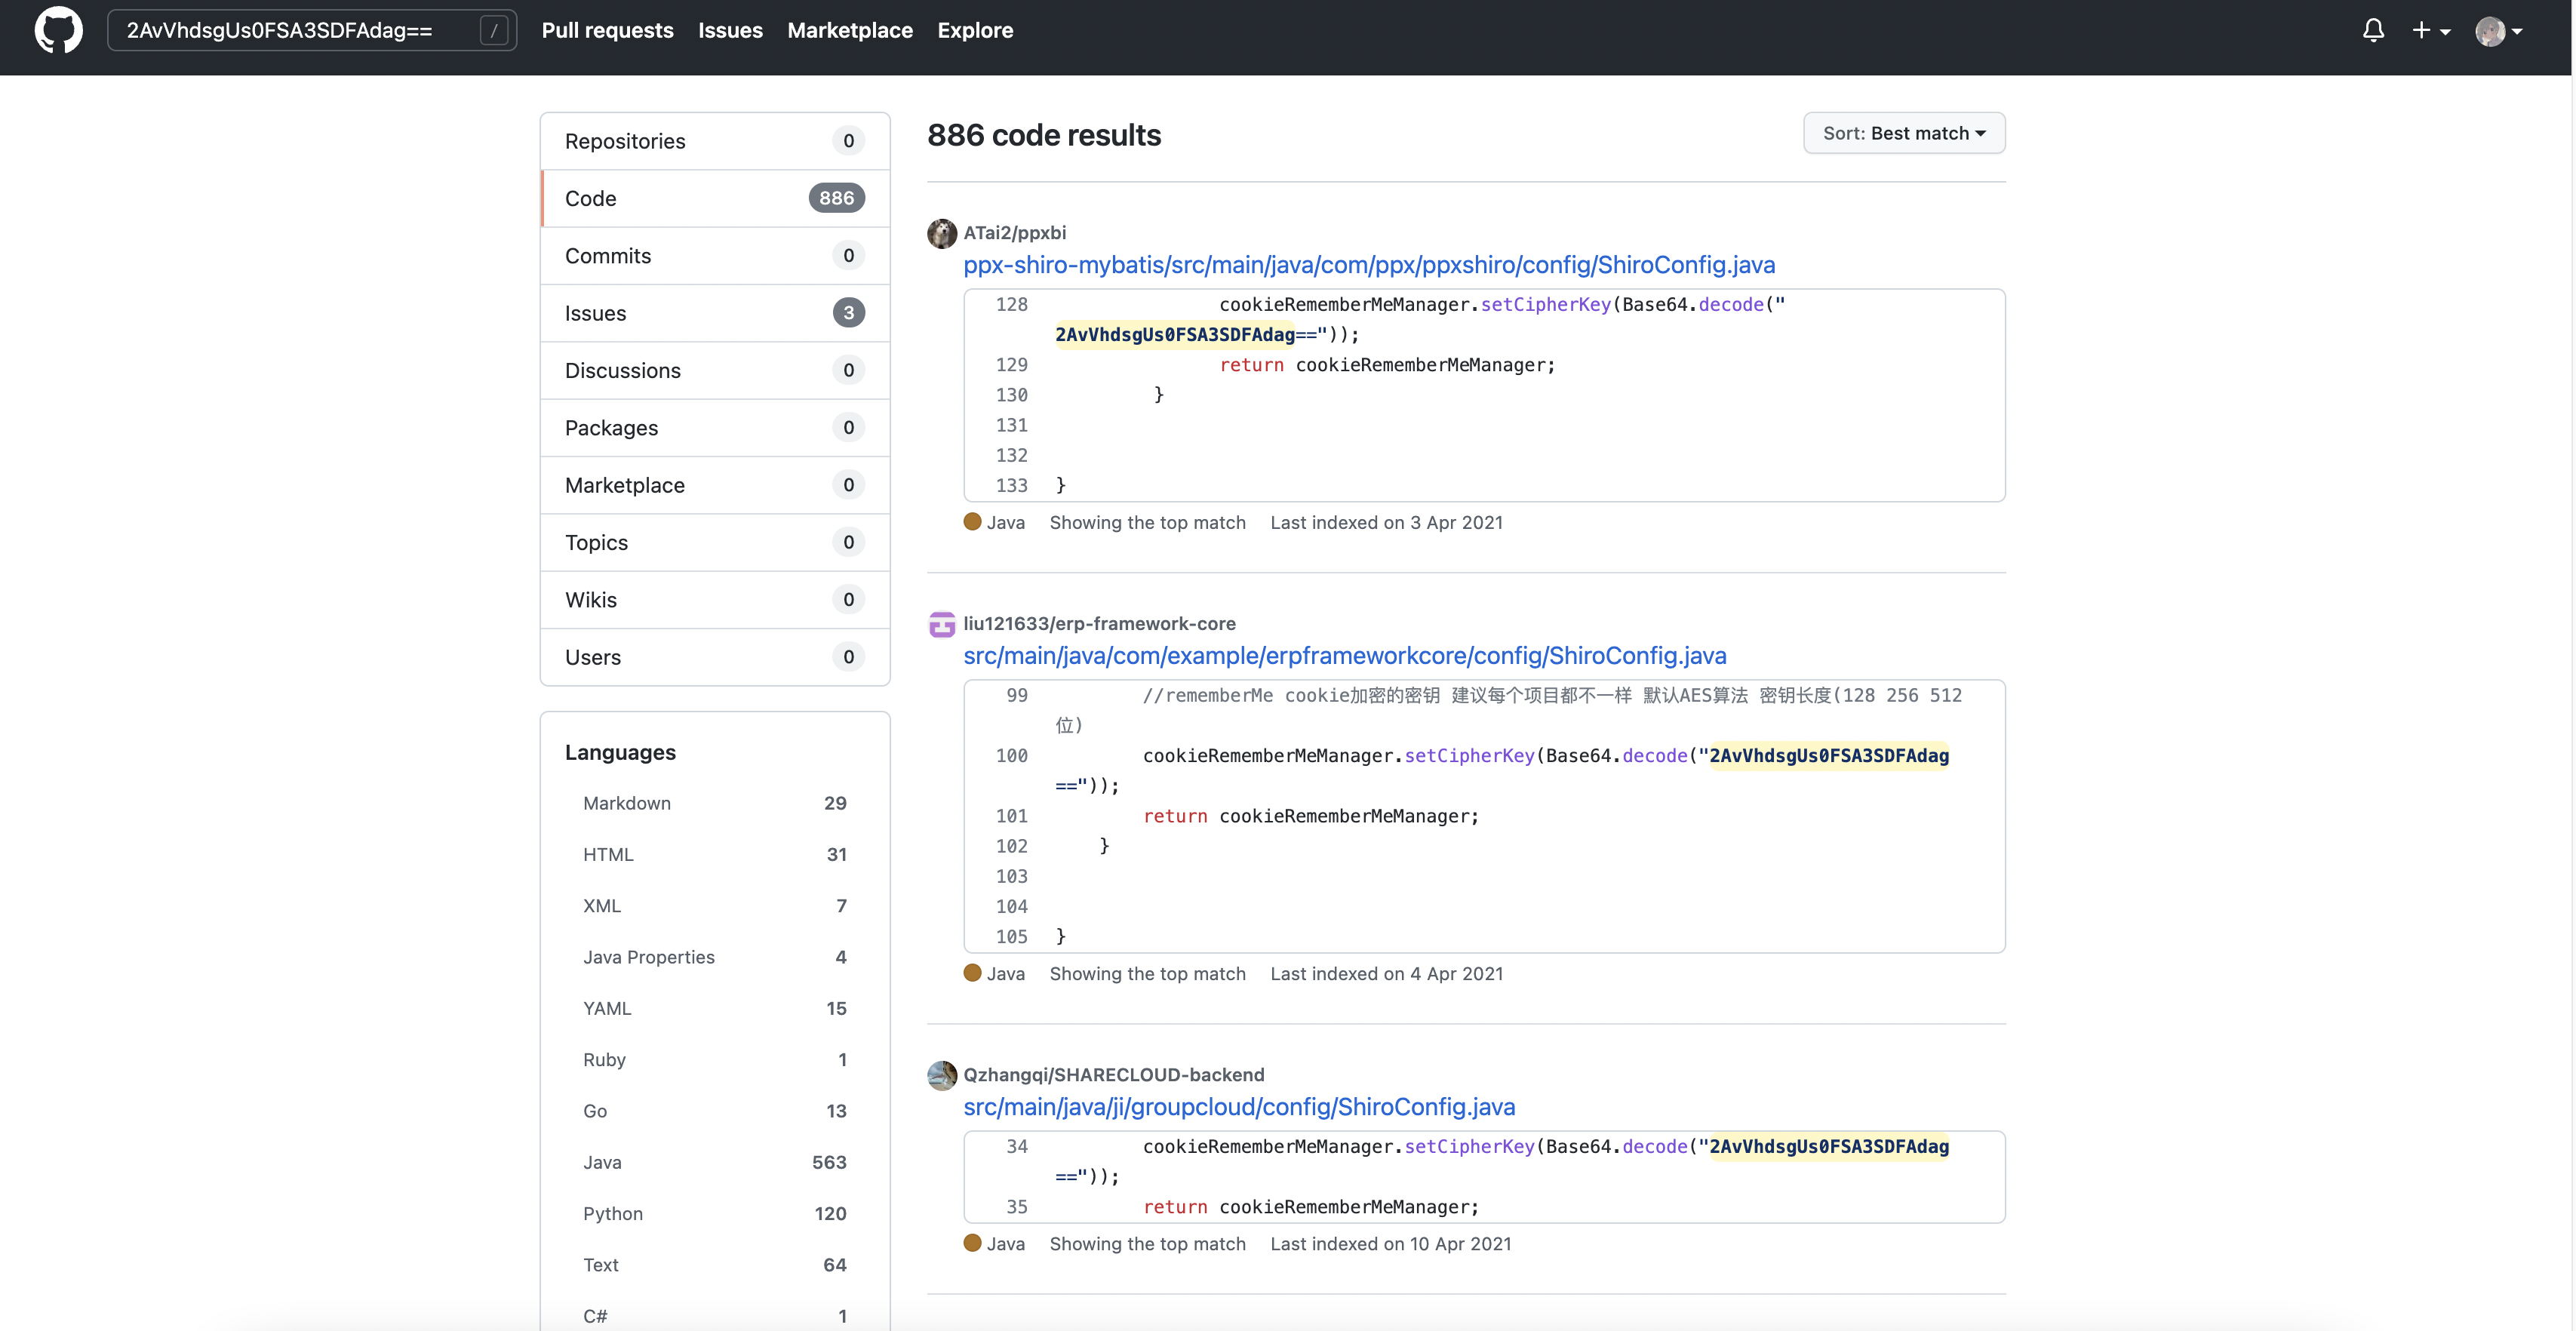 2AvVhdsgUs0FSA3SDFAdag== / Pull requests Issues Marketplace Explore
Repositories 0
Code 886
Commits 0
Issues 3
Discussions 0
Packages 0
Marketplace 0
Topics 0
Wikis 0
Users 0
Languages
Markdown 29
HTML 31
XML 7
Java Properties 4
YAML 15
Ruby 1
Go 13
Java 563
Python 120
Text 64
C# 1
886 code results
Sort: Best match
ATai2/ppxbi
ppx-shiro-mybatis/src/main/java/com/ppx/ppxshiro/config/ShiroConfig.java
128 cookieRememberMeManager.setCipherKey(Base64.decode("
2AvVhdsgUs0FSA3SDFAdag=="));
129 return cookieRememberMeManager;
130 }
131
132
133 }
Java Showing the top match Last indexed on 3 Apr 2021
liu121633/erp-framework-core
src/main/java/com/example/erpframeworkcore/config/ShiroConfig.java
99 //rememberMe cookie加密的密钥 建议每个项目都不一样 默认AES算法 密钥长度(128 256 512
位)
100 cookieRememberMeManager.setCipherKey(Base64.decode("2AvVhdsgUs0FSA3SDFAdag
=="));
101 return cookieRememberMeManager;
102 }
103
104
105 }
Java Showing the top match Last indexed on 4 Apr 2021
Qzhangqi/SHARECLOUD-backend
src/main/java/ji/groupcloud/config/ShiroConfig.java
34 cookieRememberMeManager.setCipherKey(Base64.decode("2AvVhdsgUs0FSA3SDFAdag
=="));
35 return cookieRememberMeManager;
Java Showing the top match Last indexed on 10 Apr 2021